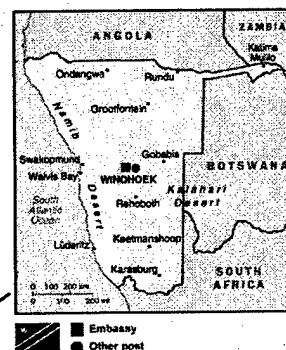 ANGOLA
ZAMBIA
Katima
Mulilo
Ondangwa
Rundu
Grootfontein
Namib
Desert
Gobabis
WINDHOEK
BOTSWANA
Swakopmund
Walvis Bay
Kalahari
Desert
Rehoboth
South
Atlantic
Ocean
Keetmanshoop
Lüderitz
Karasburg
SOUTH
AFRICA
0 100 200 km
0 100 200 mi
Embassy
Other post